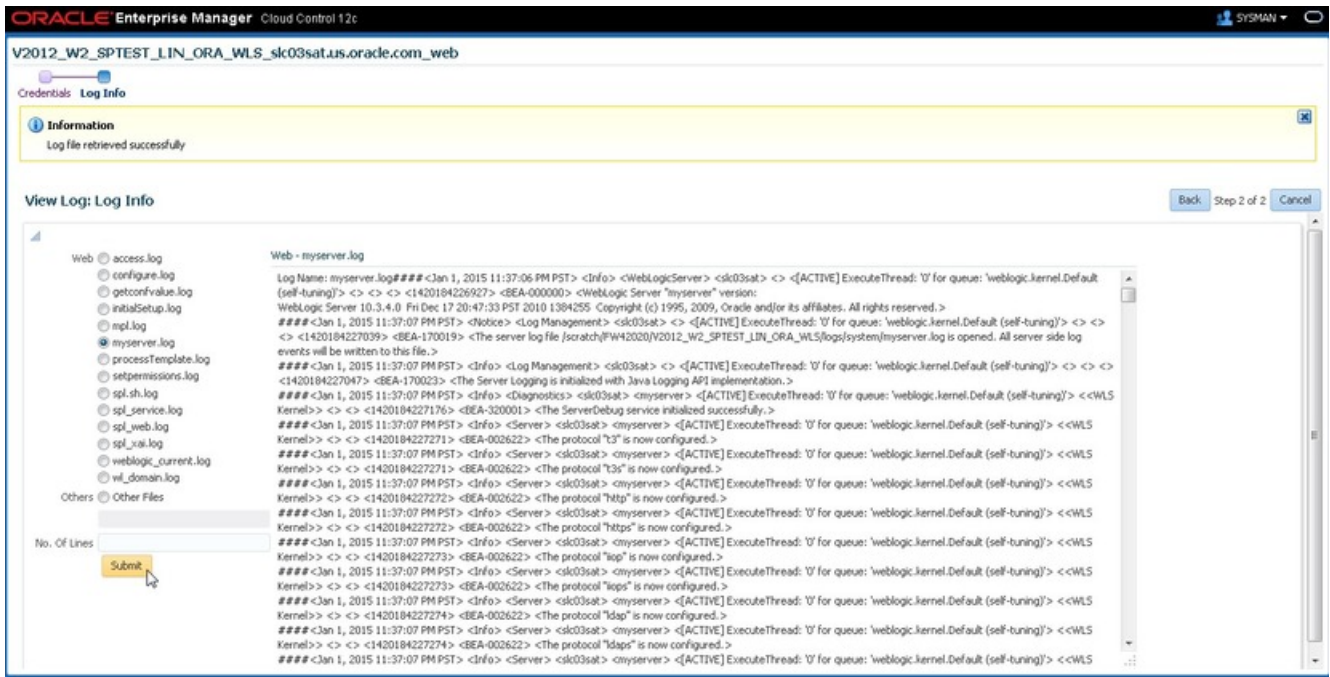 ORACLE Enterprise Manager Cloud Control 12c
SYSMAN
V2012_W2_SPTEST_LIN_ORA_WLS_slc03sat.us.oracle.com_web
Credentials Log Info
Information
Log file retrieved successfully
View Log: Log Info
Back Step 2 of 2 Cancel
Web access.log
configure.log
getconfvalue.log
initialSetup.log
mpl.log
myserver.log
processTemplate.log
setpermissions.log
spl.sh.log
spl_service.log
spl_web.log
spl_xai.log
weblogic_current.log
wl_domain.log
Others Other Files
No. Of Lines
Submit
Web - myserver.log
Log Name: myserver.log####<Jan 1, 2015 11:37:06 PM PST> <Info> <WebLogicServer> <slc03sat> <> <[ACTIVE] ExecuteThread: '0' for queue: 'weblogic.kernel.Default
(self-tuning)'> <> <> <> <1420184226927> <BEA-000000> <WebLogic Server "myserver" version:
WebLogic Server 10.3.4.0 Fri Dec 17 20:47:33 PST 2010 1384255 Copyright (c) 1995, 2009, Oracle and/or its affiliates. All rights reserved.>
####<Jan 1, 2015 11:37:07 PM PST> <Notice> <Log Management> <slc03sat> <> <[ACTIVE] ExecuteThread: '0' for queue: 'weblogic.kernel.Default (self-tuning)'> <> <>
<> <1420184227039> <BEA-170019> <The server log file /scratch/FW42020/V2012_W2_SPTEST_LIN_ORA_WLS/logs/system/myserver.log is opened. All server side log
events will be written to this file.>
####<Jan 1, 2015 11:37:07 PM PST> <Info> <Log Management> <slc03sat> <> <[ACTIVE] ExecuteThread: '0' for queue: 'weblogic.kernel.Default (self-tuning)'> <> <> <>
<1420184227047> <BEA-170023> <The Server Logging is initialized with Java Logging API implementation.>
####<Jan 1, 2015 11:37:07 PM PST> <Info> <Diagnostics> <slc03sat> <myserver> <[ACTIVE] ExecuteThread: '0' for queue: 'weblogic.kernel.Default (self-tuning)'> <<WLS
Kernel>> <> <> <1420184227176> <BEA-320001> <The ServerDebug service initialized successfully.>
####<Jan 1, 2015 11:37:07 PM PST> <Info> <Server> <slc03sat> <myserver> <[ACTIVE] ExecuteThread: '0' for queue: 'weblogic.kernel.Default (self-tuning)'> <<WLS
Kernel>> <> <> <1420184227271> <BEA-002622> <The protocol "t3" is now configured.>
####<Jan 1, 2015 11:37:07 PM PST> <Info> <Server> <slc03sat> <myserver> <[ACTIVE] ExecuteThread: '0' for queue: 'weblogic.kernel.Default (self-tuning)'> <<WLS
Kernel>> <> <> <1420184227271> <BEA-002622> <The protocol "t3s" is now configured.>
####<Jan 1, 2015 11:37:07 PM PST> <Info> <Server> <slc03sat> <myserver> <[ACTIVE] ExecuteThread: '0' for queue: 'weblogic.kernel.Default (self-tuning)'> <<WLS
Kernel>> <> <> <1420184227272> <BEA-002622> <The protocol "http" is now configured.>
####<Jan 1, 2015 11:37:07 PM PST> <Info> <Server> <slc03sat> <myserver> <[ACTIVE] ExecuteThread: '0' for queue: 'weblogic.kernel.Default (self-tuning)'> <<WLS
Kernel>> <> <> <1420184227272> <BEA-002622> <The protocol "https" is now configured.>
####<Jan 1, 2015 11:37:07 PM PST> <Info> <Server> <slc03sat> <myserver> <[ACTIVE] ExecuteThread: '0' for queue: 'weblogic.kernel.Default (self-tuning)'> <<WLS
Kernel>> <> <> <1420184227273> <BEA-002622> <The protocol "iiop" is now configured.>
####<Jan 1, 2015 11:37:07 PM PST> <Info> <Server> <slc03sat> <myserver> <[ACTIVE] ExecuteThread: '0' for queue: 'weblogic.kernel.Default (self-tuning)'> <<WLS
Kernel>> <> <> <1420184227273> <BEA-002622> <The protocol "iiops" is now configured.>
####<Jan 1, 2015 11:37:07 PM PST> <Info> <Server> <slc03sat> <myserver> <[ACTIVE] ExecuteThread: '0' for queue: 'weblogic.kernel.Default (self-tuning)'> <<WLS
Kernel>> <> <> <1420184227274> <BEA-002622> <The protocol "ldap" is now configured.>
####<Jan 1, 2015 11:37:07 PM PST> <Info> <Server> <slc03sat> <myserver> <[ACTIVE] ExecuteThread: '0' for queue: 'weblogic.kernel.Default (self-tuning)'> <<WLS
Kernel>> <> <> <1420184227274> <BEA-002622> <The protocol "ldaps" is now configured.>
####<Jan 1, 2015 11:37:07 PM PST> <Info> <Server> <slc03sat> <myserver> <[ACTIVE] ExecuteThread: '0' for queue: 'weblogic.kernel.Default (self-tuning)'> <<WLS